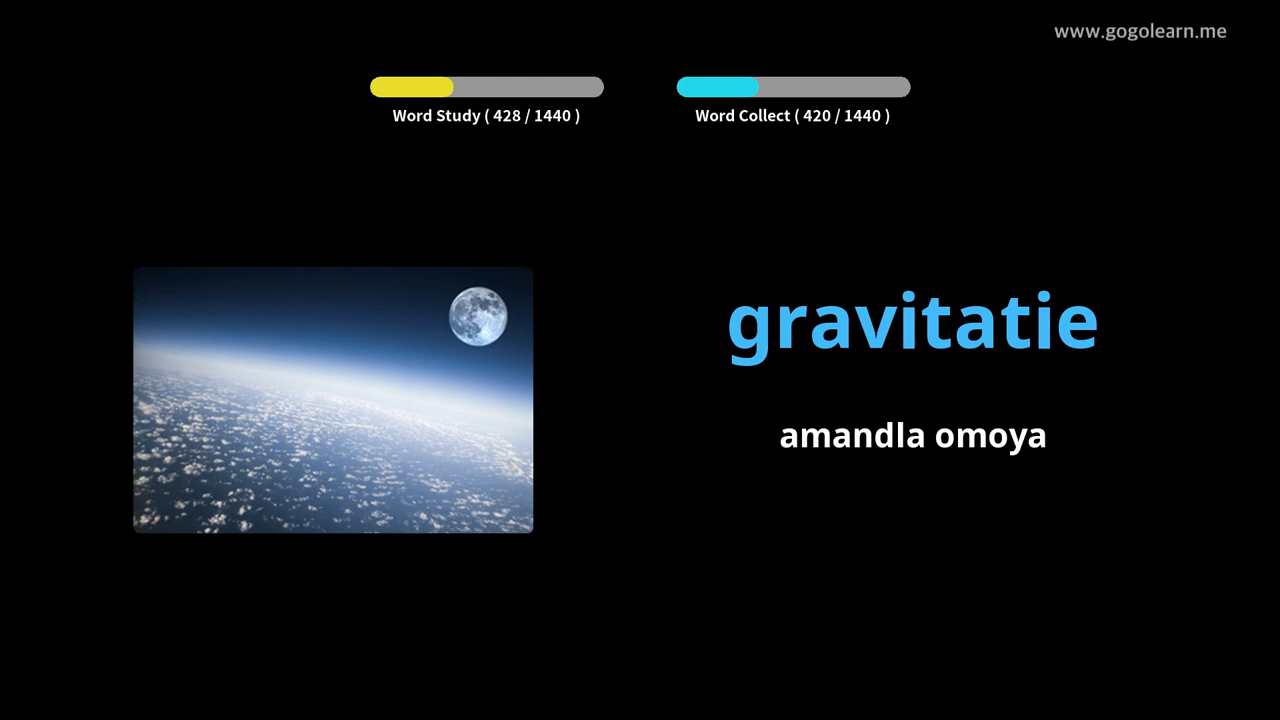 www.gogolearn.me
Word Study ( 428 / 1440 )
Word Collect ( 420 / 1440 )
gravitatie
amandla omoya